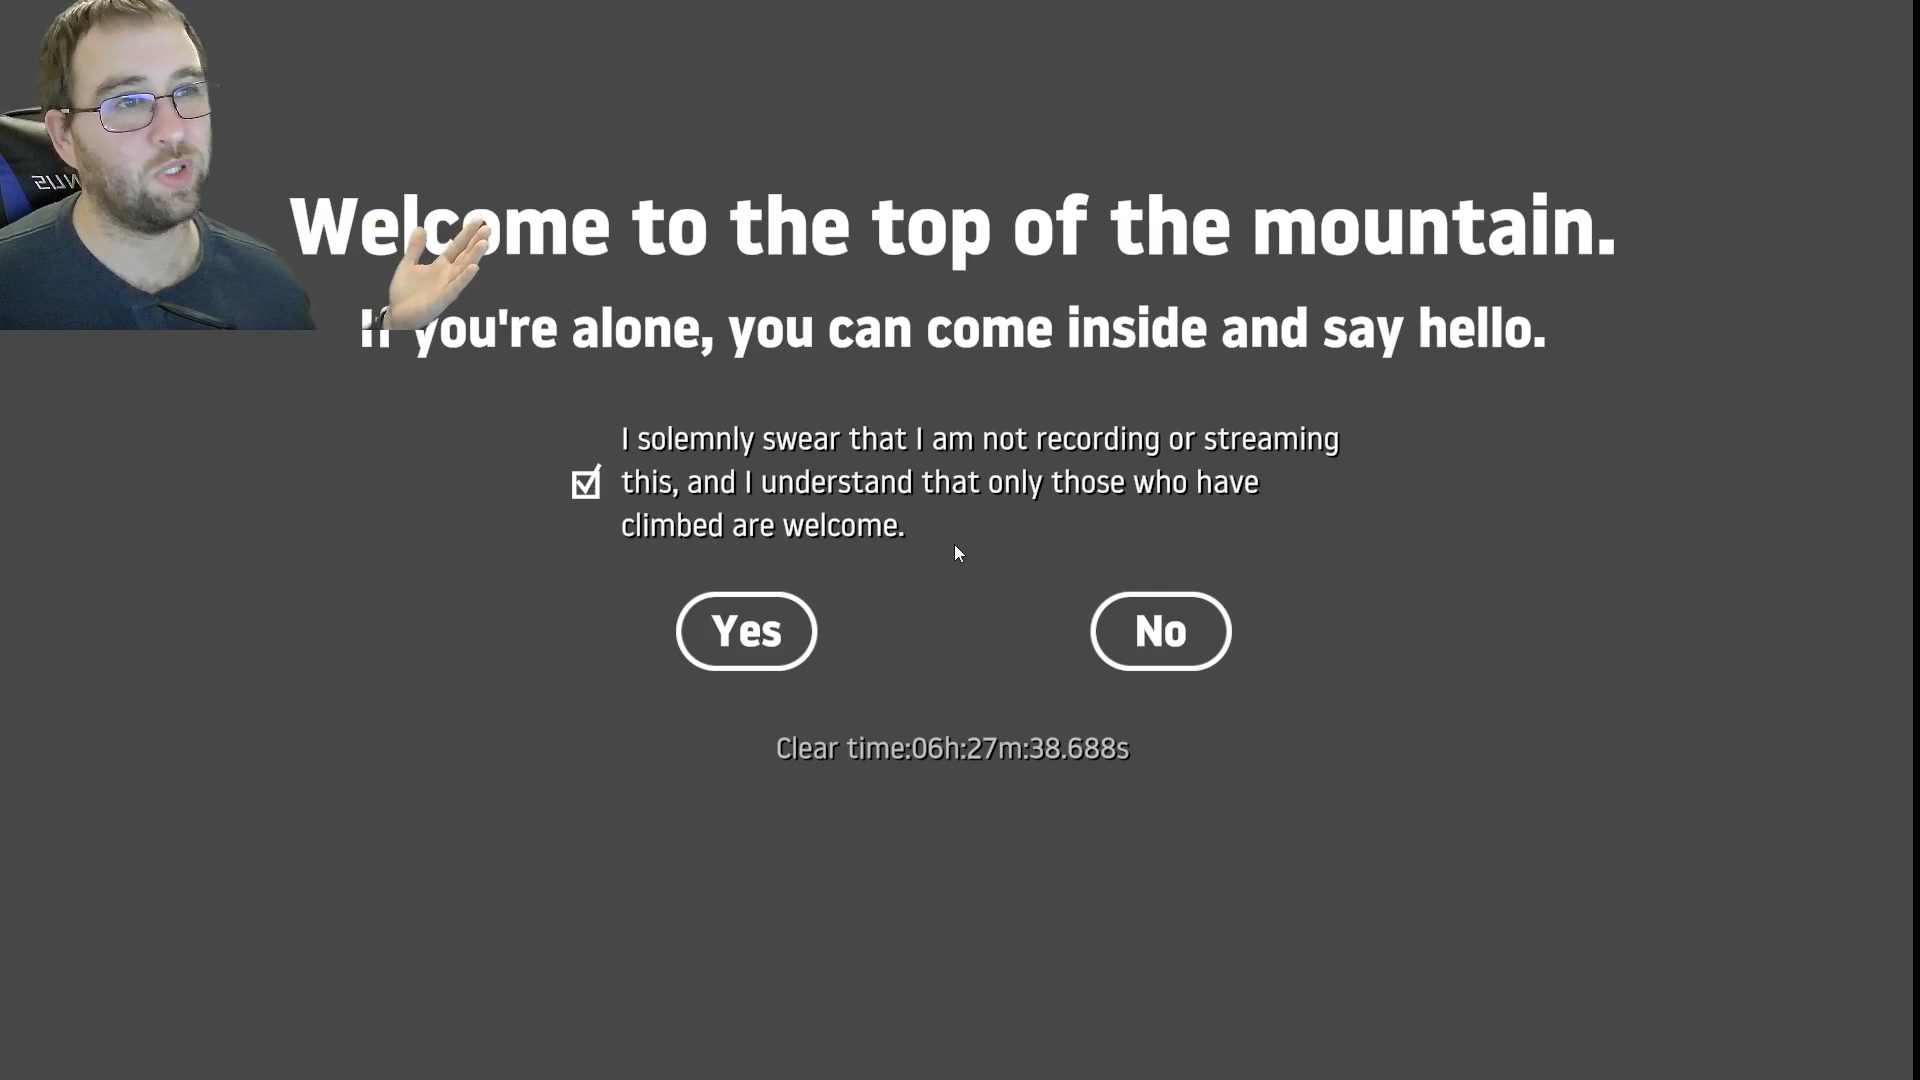 Welcome to the top of the mountain.
If you're alone, you can come inside and say hello.
I solemnly swear that I am not recording or streaming
this, and I understand that only those who have
climbed are welcome.
Yes
No
Clear time:06h:27m:38.688s